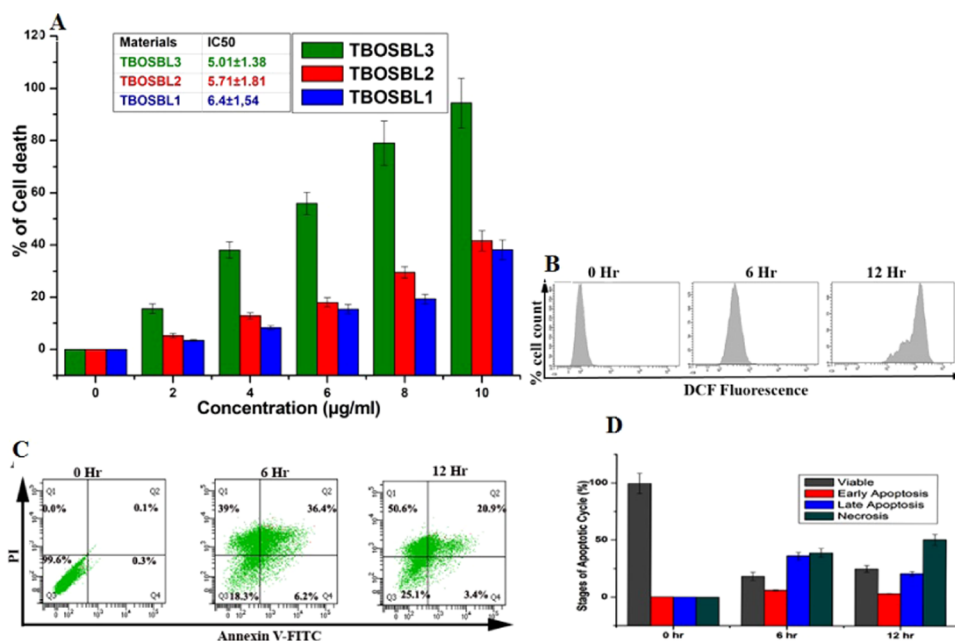 A
120
100
80
60
40
20
0
% of Cell death
Materials IC50
TBOSBL3 5.01±1.38
TBOSBL2 5.71±1.81
TBOSBL1 6.4±1,54
TBOSBL3
TBOSBL2
TBOSBL1
0 2 4 6 8 10
Concentration (µg/ml)
B
0 Hr 6 Hr 12 Hr
% cell count
DCF Fluorescence
C
0 Hr 6 Hr 12 Hr
Q1 Q2 Q1 Q2 Q1 Q2
0.0% 0.1% 39% 36.4% 50.6% 20.9%
99.6% 0.3%
Q3 Q4 Q3 Q4 Q3 Q4
18.3% 6.2% 25.1% 3.4%
PI
Annexin V-FITC
D
Stages of Apoptotic Cycle (%)
100
50
0
Viable
Early Apoptosis
Late Apoptosis
Necrosis
0 hr 6 hr 12 hr